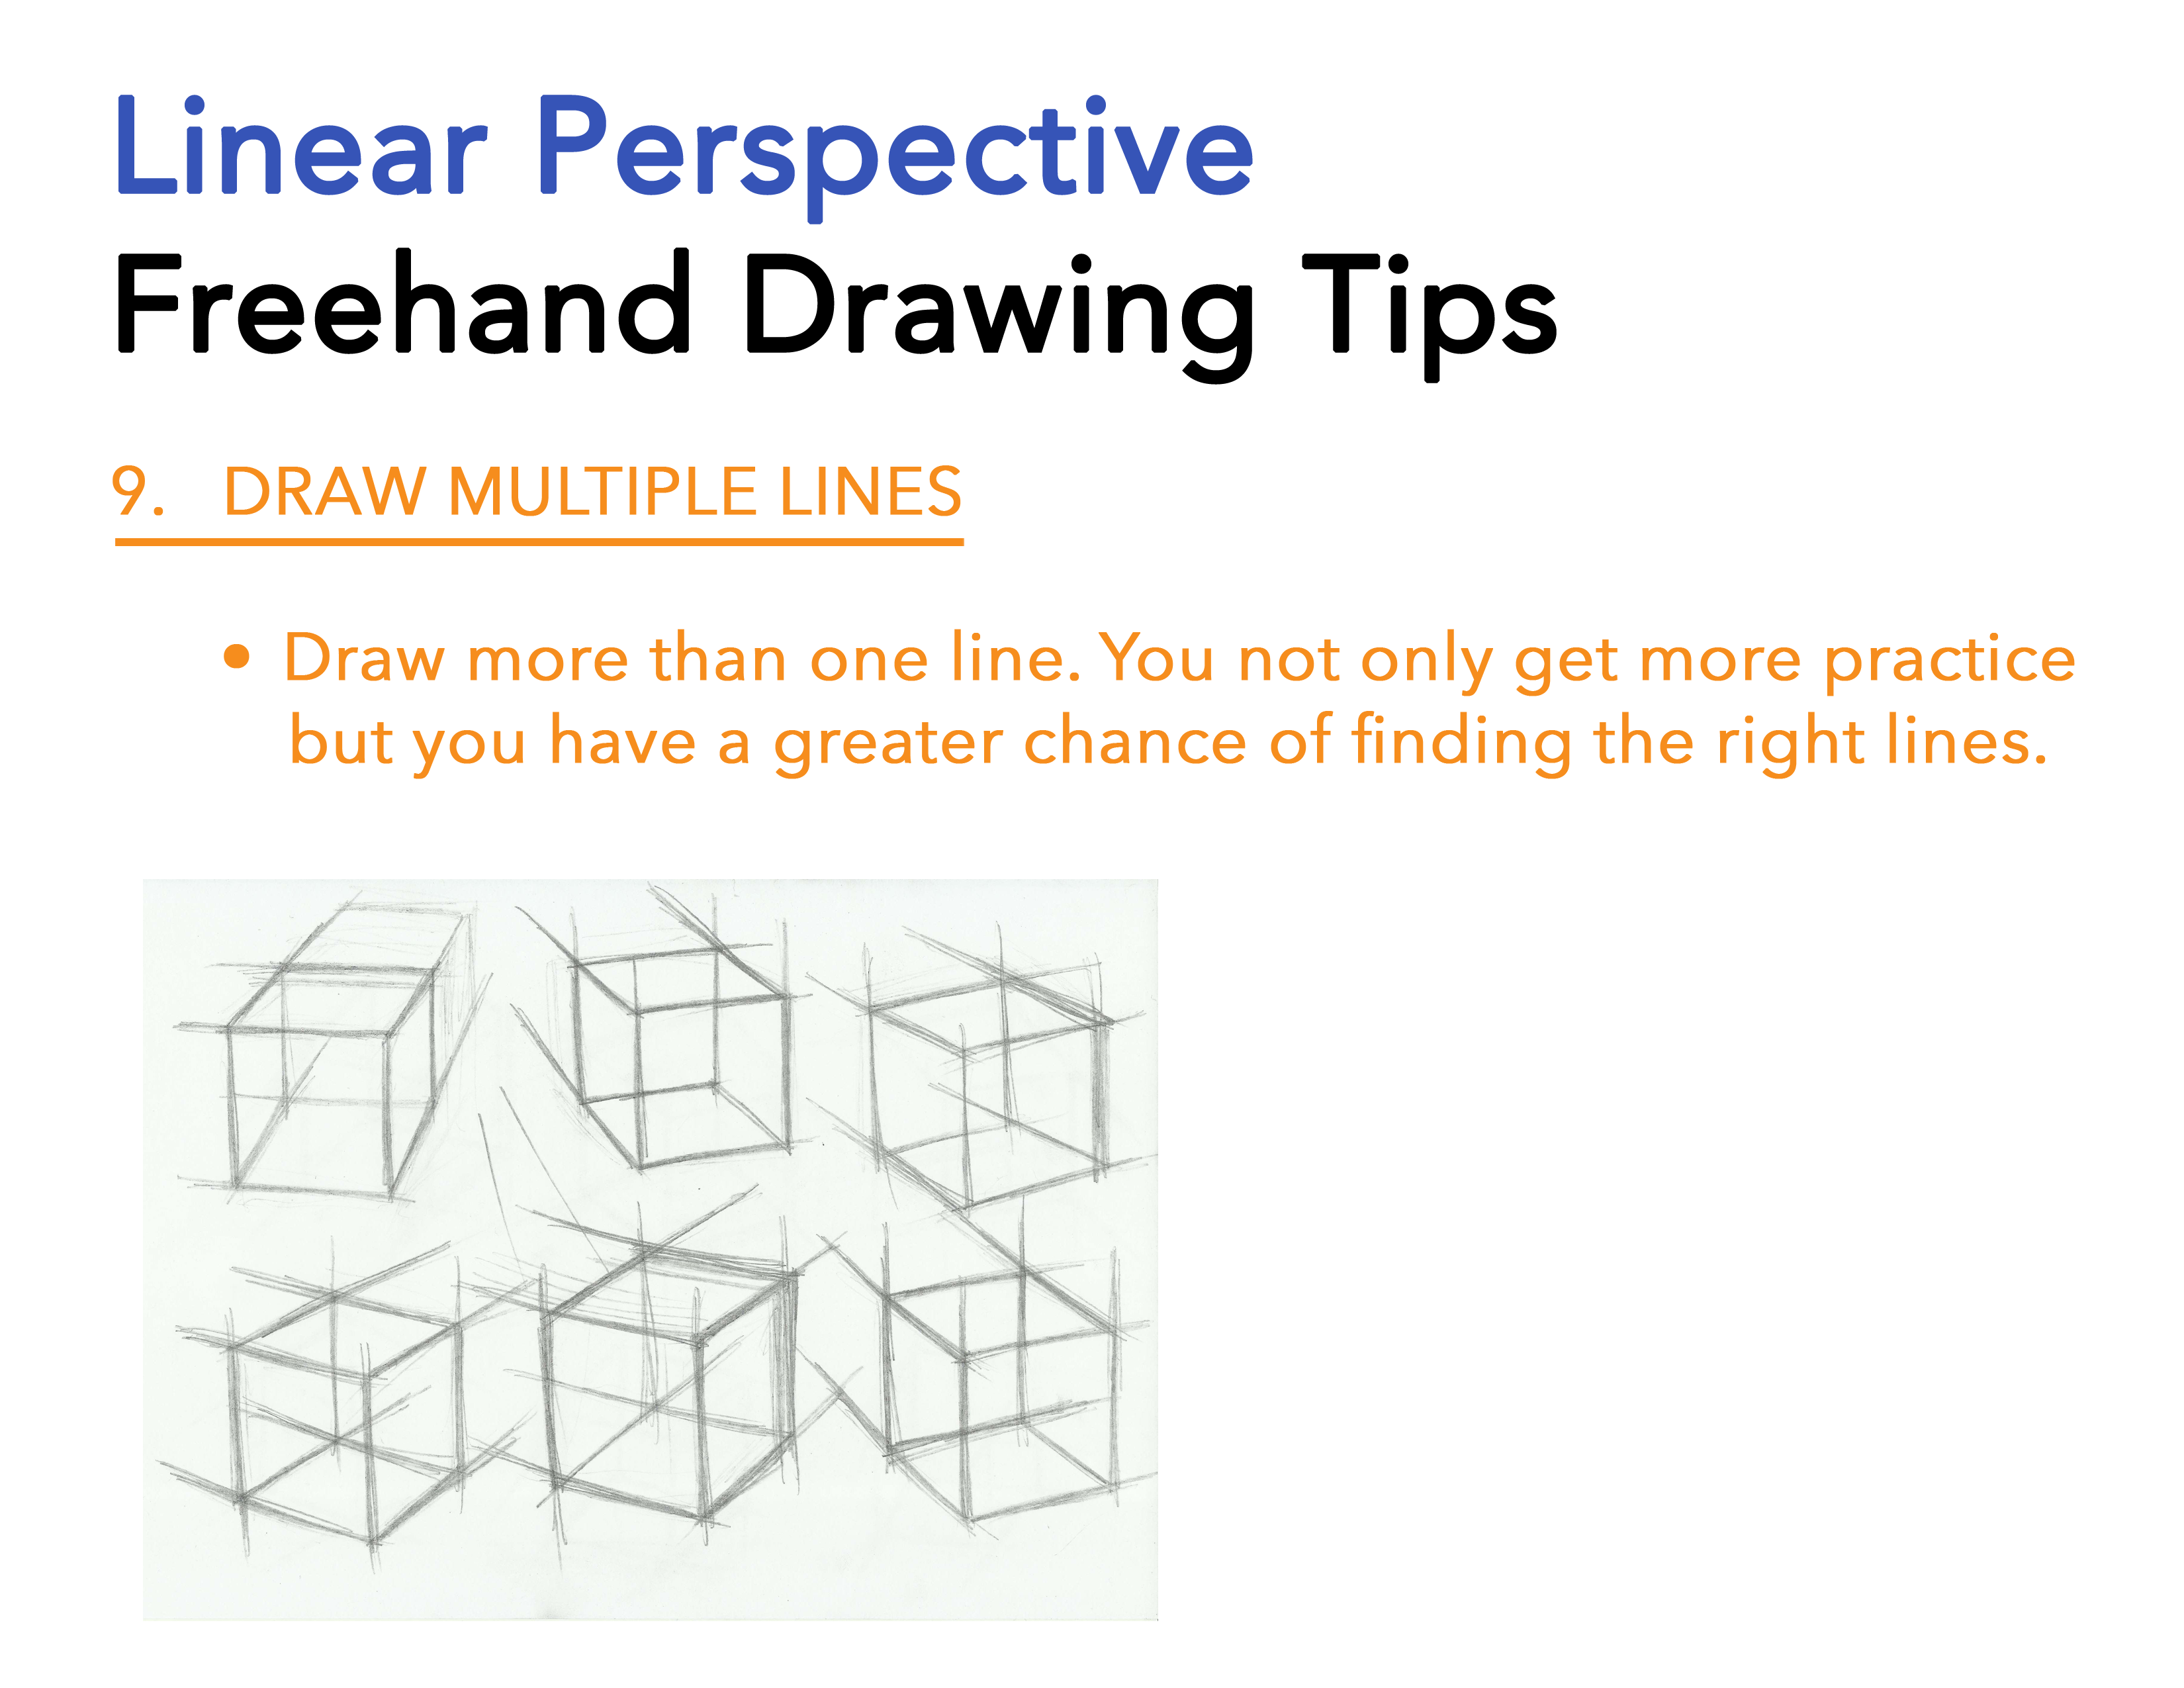 Linear Perspective
Freehand Drawing Tips
9. DRAW MULTIPLE LINES
• Draw more than one line. You not only get more practice
but you have a greater chance of finding the right lines.